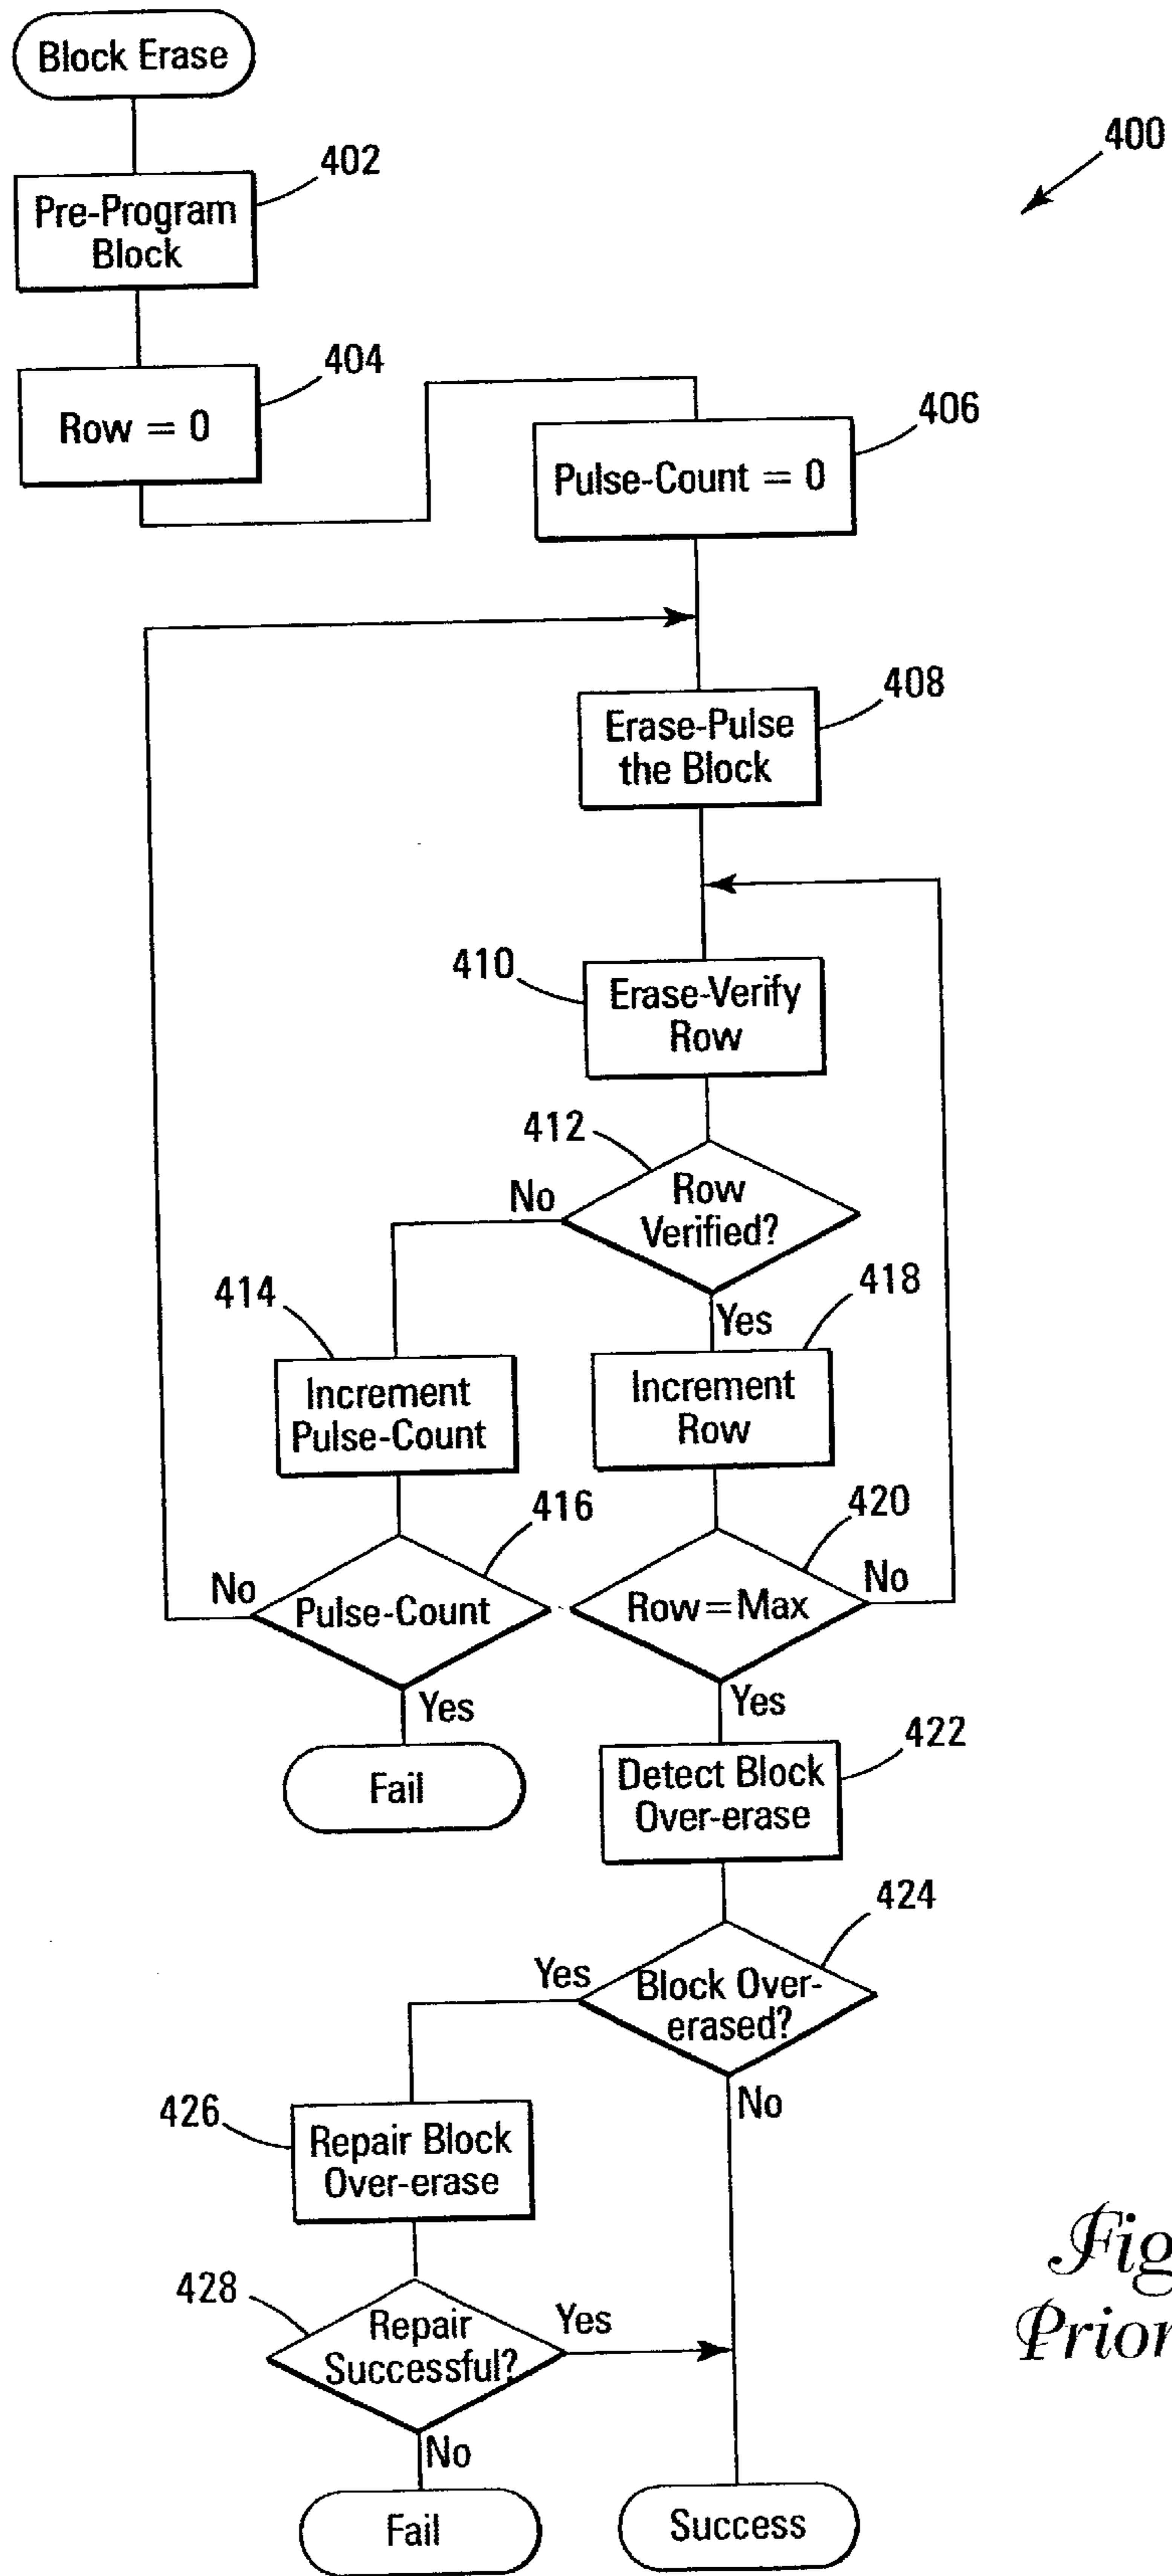 Block Erase
400
402
Pre-Program
Block
404
Row = 0
406
Pulse-Count = 0
408
Erase-Pulse
the Block
410
Erase-Verify
Row
412
Row
Verified?
No
Yes
414
418
Increment
Pulse-Count
Increment
Row
416
420
No
Pulse-Count
Row=Max
No
Yes
Yes
Fail
422
Detect Block
Over-erase
424
Yes
Block Over-
erased?
No
426
Repair Block
Over-erase
428
Repair
Successful?
Yes
No
Fail
Success
Fig
Prior